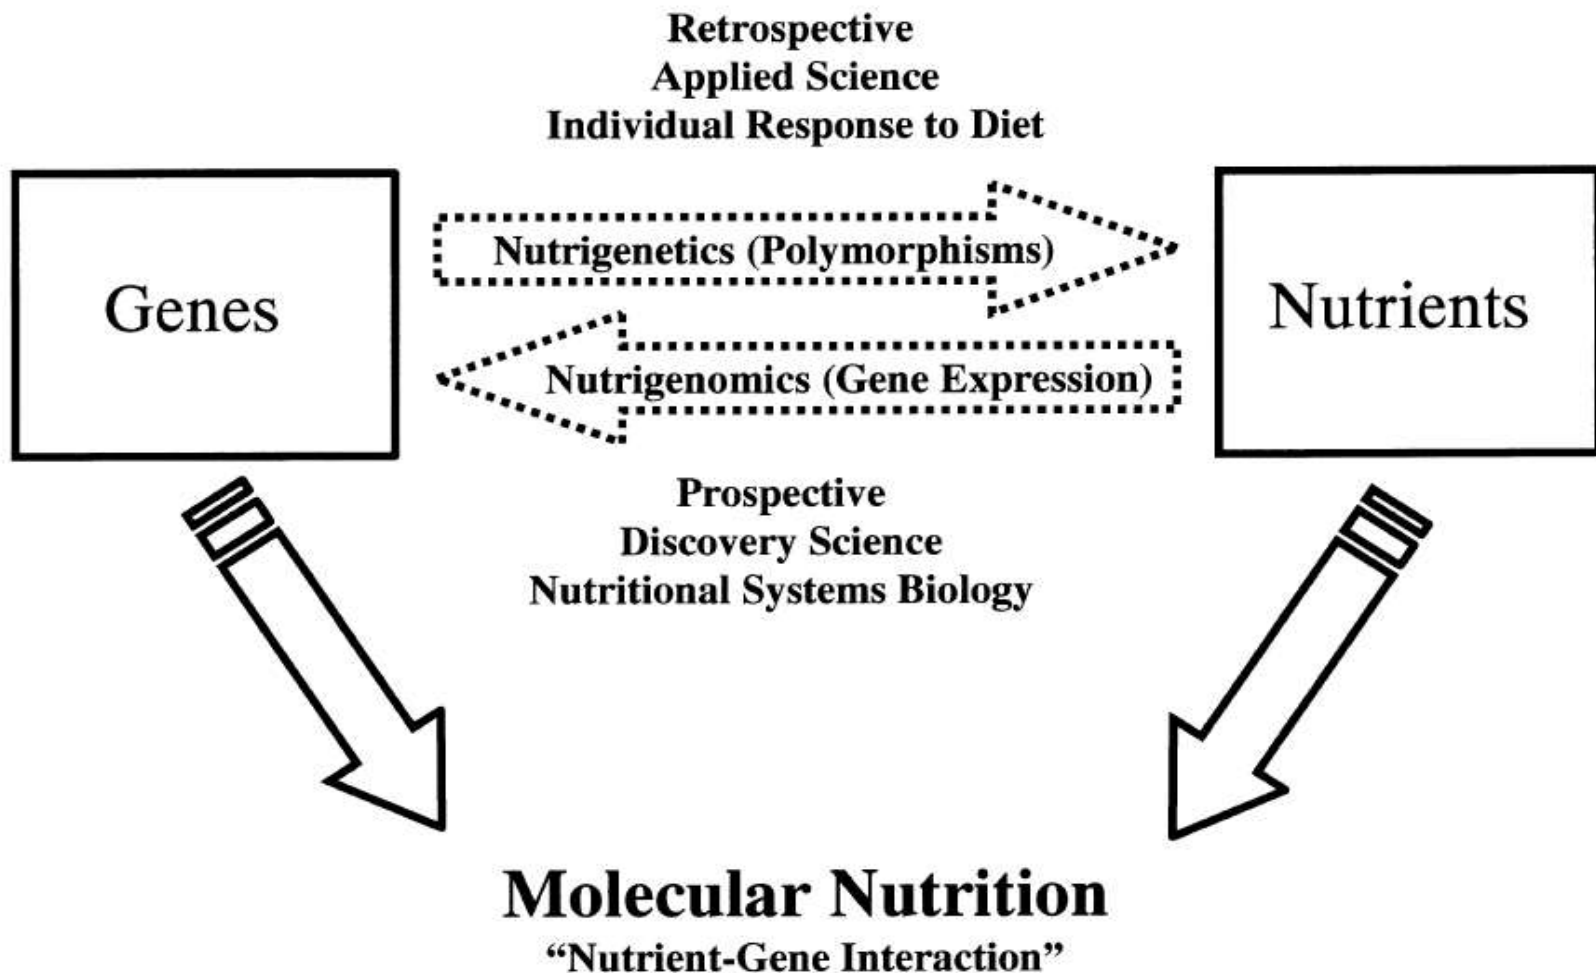 Retrospective
Applied Science
Individual Response to Diet
Genes
Nutrigenetics (Polymorphisms)
Nutrients
Nutrigenomics (Gene Expression)
Prospective
Discovery Science
Nutritional Systems Biology
Molecular Nutrition
“Nutrient-Gene Interaction”